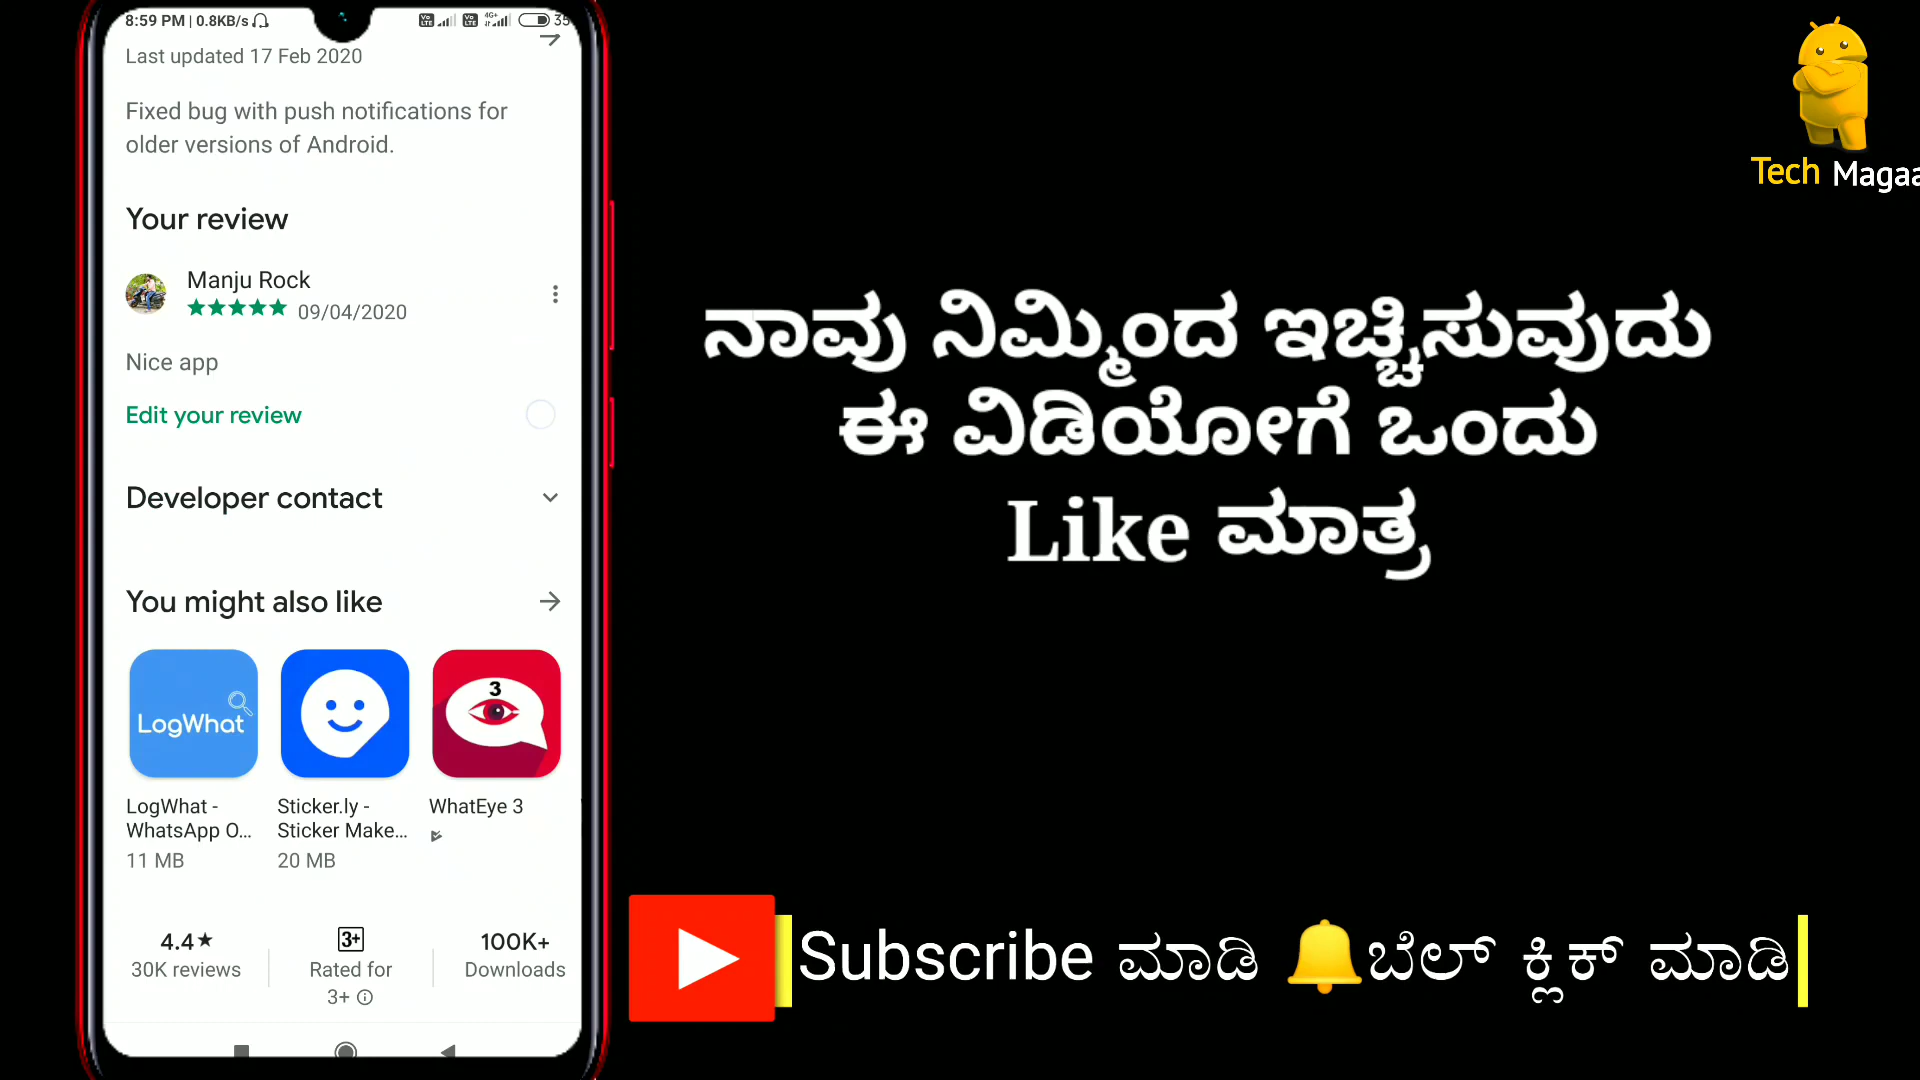 8:59 PM | 0.8KB/s
35
Last updated 17 Feb 2020
Fixed bug with push notifications for
older versions of Android.
Your review
Manju Rock
★★★★★ 09/04/2020
Nice app
Edit your review
Developer contact
You might also like
LogWhat
3
LogWhat -
WhatsApp O...
11 MB
Sticker.ly -
Sticker Make...
20 MB
WhatEye 3
4.4★
30K reviews
3+
Rated for
3+
100K+
Downloads
Tech Magaa
ನಾವು ನಿಮ್ಮಿಂದ ಇಚ್ಚಿಸುವುದು
ಈ ವಿಡಿಯೋಗೆ ಒಂದು
Like ಮಾತ್ರ
Subscribe ಮಾಡಿ 🔔ಬೆಲ್ ಕ್ಲಿಕ್ ಮಾಡಿ